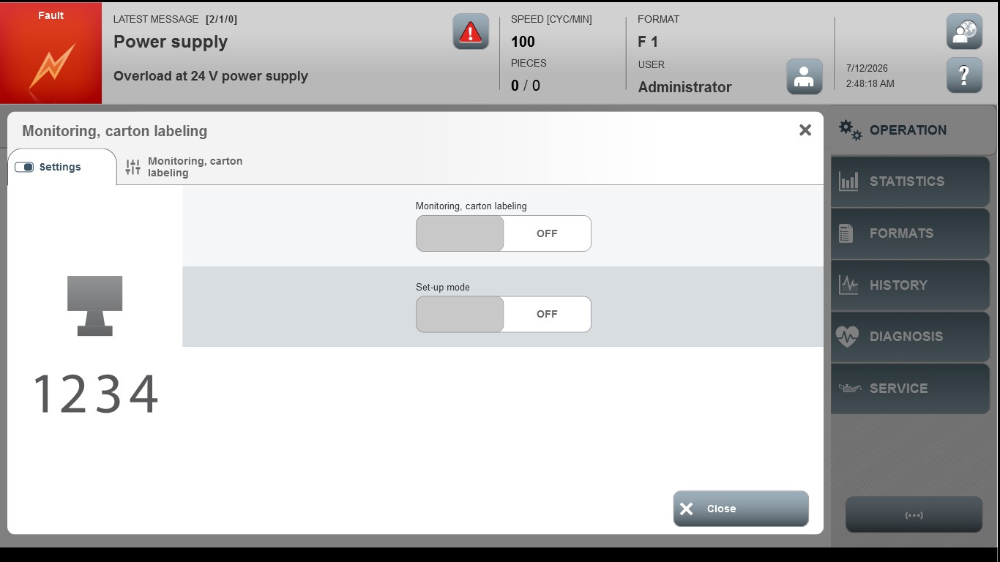 Fault
LATEST MESSAGE [2/1/0]
Power supply
Overload at 24 V power supply
SPEED [CYC/MIN]
100
PIECES
0 / 0
FORMAT
F 1
USER
Administrator
7/12/2026
2:48:18 AM
?
Monitoring, carton labeling
Settings
Monitoring, carton
labeling
Monitoring, carton labeling
OFF
Set-up mode
OFF
1234
Close
OPERATION
STATISTICS
FORMATS
HISTORY
DIAGNOSIS
SERVICE
(•••)